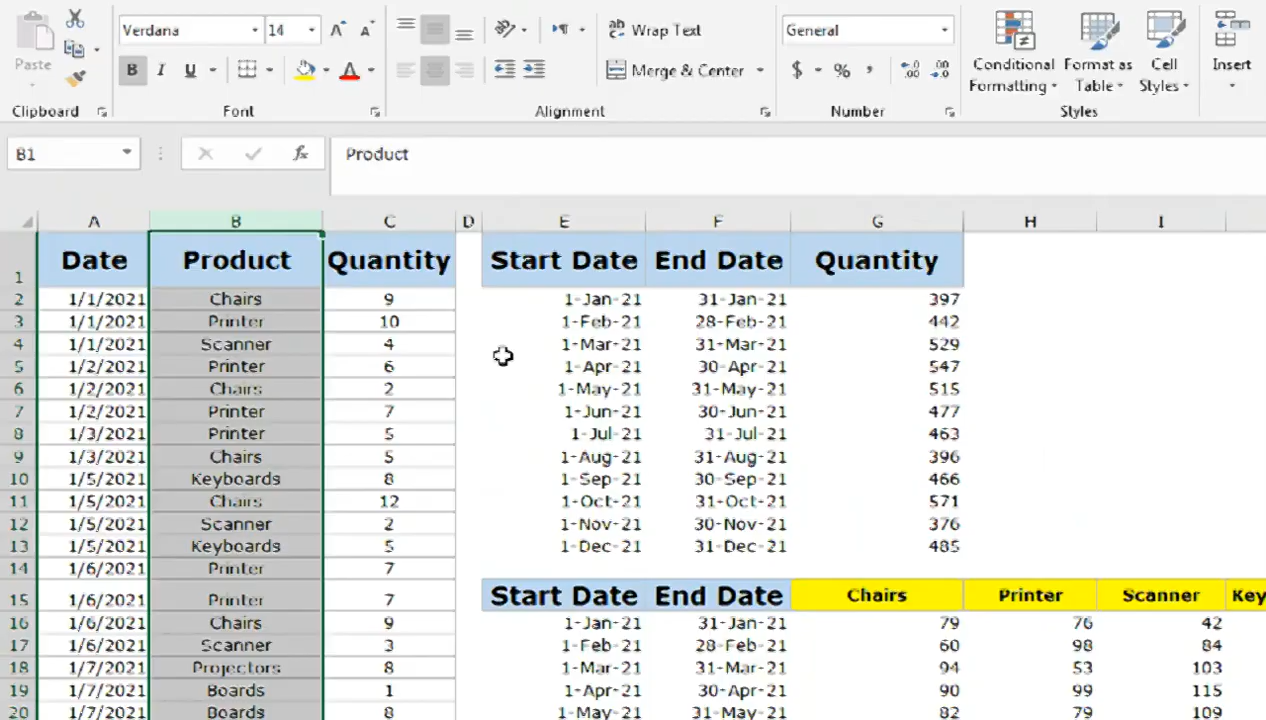 Verdana 14 Wrap Text General
Paste B I U Merge & Center $ % Conditional Formatting Format as Table Cell Styles Insert
Clipboard Font Alignment Number Styles
B1 fx Product
A B C D E F G H I
1 Date Product Quantity Start Date End Date Quantity
2 1/1/2021 Chairs 9 1-Jan-21 31-Jan-21 397
3 1/1/2021 Printer 10 1-Feb-21 28-Feb-21 442
4 1/1/2021 Scanner 4 1-Mar-21 31-Mar-21 529
5 1/2/2021 Printer 6 1-Apr-21 30-Apr-21 547
6 1/2/2021 Chairs 2 1-May-21 31-May-21 515
7 1/2/2021 Printer 7 1-Jun-21 30-Jun-21 477
8 1/3/2021 Printer 5 1-Jul-21 31-Jul-21 463
9 1/3/2021 Chairs 5 1-Aug-21 31-Aug-21 396
10 1/5/2021 Keyboards 8 1-Sep-21 30-Sep-21 466
11 1/5/2021 Chairs 12 1-Oct-21 31-Oct-21 571
12 1/5/2021 Scanner 2 1-Nov-21 30-Nov-21 376
13 1/5/2021 Keyboards 5 1-Dec-21 31-Dec-21 485
14 1/6/2021 Printer 7
15 1/6/2021 Printer 7 Start Date End Date Chairs Printer Scanner Key
16 1/6/2021 Chairs 9 1-Jan-21 31-Jan-21 79 76 42
17 1/6/2021 Scanner 3 1-Feb-21 28-Feb-21 60 98 84
18 1/7/2021 Projectors 8 1-Mar-21 31-Mar-21 94 53 103
19 1/7/2021 Boards 1 1-Apr-21 30-Apr-21 90 99 115
20 1/7/2021 Boards 8 1-May-21 31-May-21 82 79 109